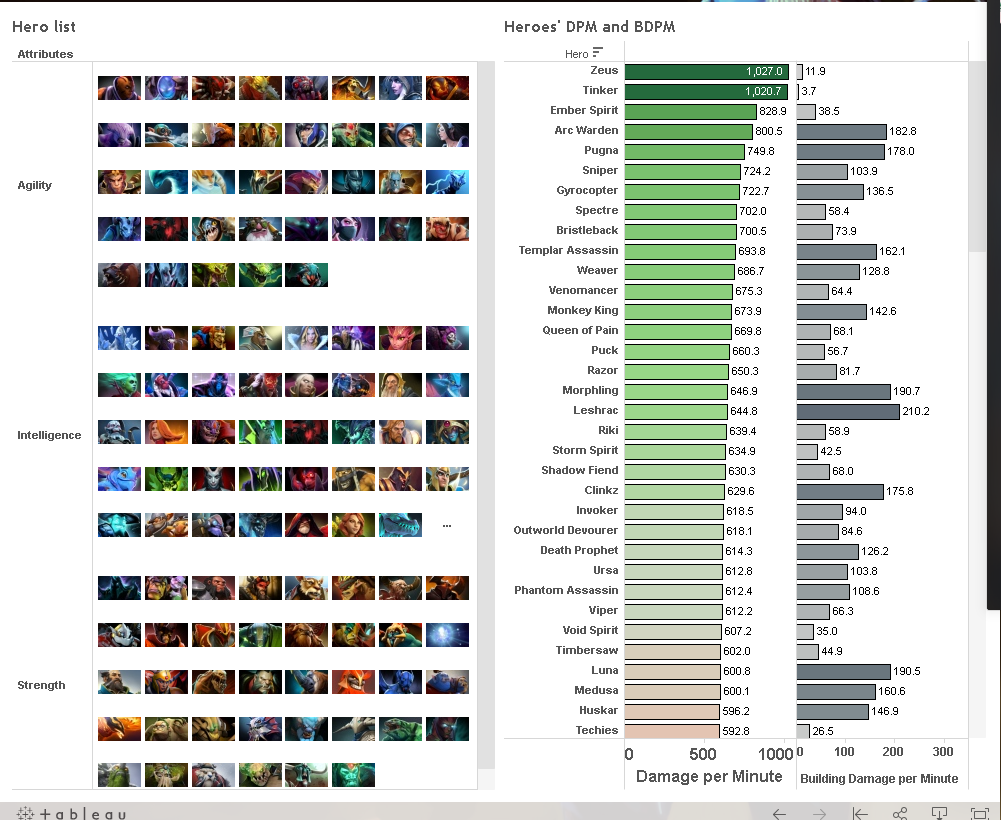 Hero list
Attributes
Agility
Intelligence
...
Strength
Heroes' DPM and BDPM
Hero
Zeus 1,027.0 11.9
Tinker 1,020.7 3.7
Ember Spirit 828.9 38.5
Arc Warden 800.5 182.8
Pugna 749.8 178.0
Sniper 724.2 103.9
Gyrocopter 722.7 136.5
Spectre 702.0 58.4
Bristleback 700.5 73.9
Templar Assassin 693.8 162.1
Weaver 686.7 128.8
Venomancer 675.3 64.4
Monkey King 673.9 142.6
Queen of Pain 669.8 68.1
Puck 660.3 56.7
Razor 650.3 81.7
Morphling 646.9 190.7
Leshrac 644.8 210.2
Riki 639.4 58.9
Storm Spirit 634.9 42.5
Shadow Fiend 630.3 68.0
Clinkz 629.6 175.8
Invoker 618.5 94.0
Outworld Devourer 618.1 84.6
Death Prophet 614.3 126.2
Ursa 612.8 103.8
Phantom Assassin 612.4 108.6
Viper 612.2 66.3
Void Spirit 607.2 35.0
Timbersaw 602.0 44.9
Luna 600.8 190.5
Medusa 600.1 160.6
Huskar 596.2 146.9
Techies 592.8 26.5
0 500 1000 0 100 200 300
Damage per Minute Building Damage per Minute
+ableau